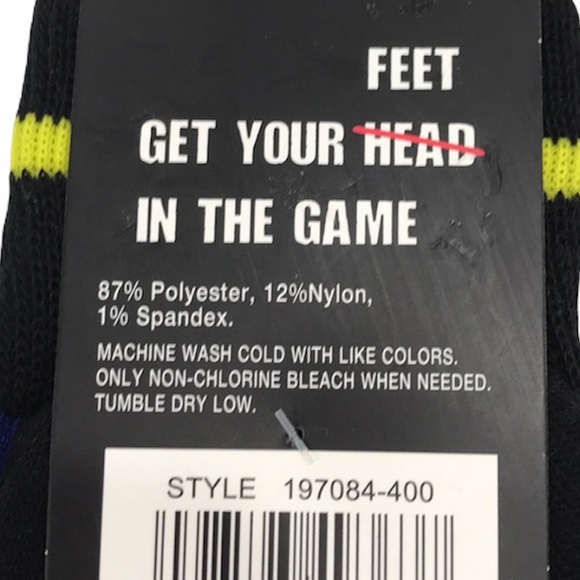 FEET
GET YOUR HEAD
IN THE GAME
87% Polyester, 12%Nylon,
1% Spandex.
MACHINE WASH COLD WITH LIKE COLORS.
ONLY NON-CHLORINE BLEACH WHEN NEEDED.
TUMBLE DRY LOW.
STYLE 197084-400